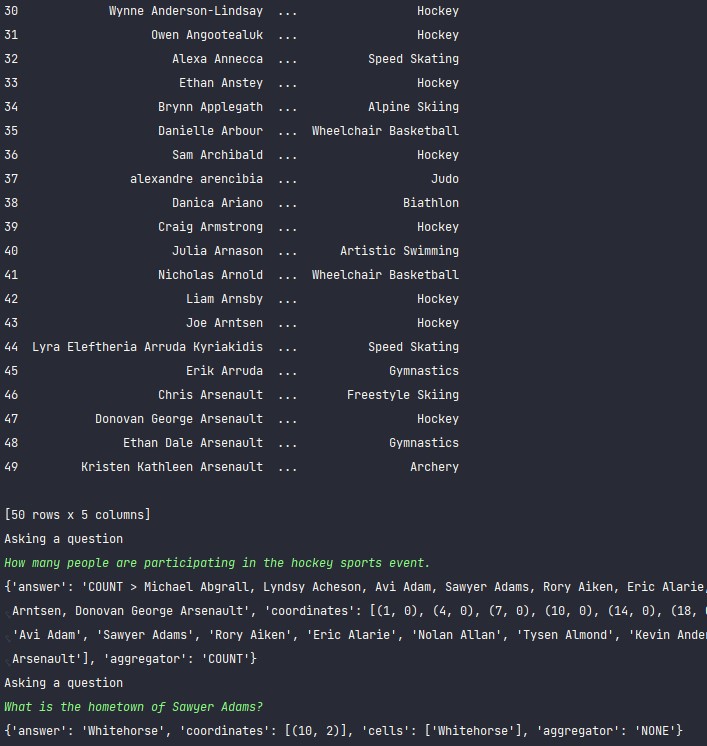 30 Wynne Anderson-Lindsay ... Hockey
31 Owen Angootealuk ... Hockey
32 Alexa Annecca ... Speed Skating
33 Ethan Anstey ... Hockey
34 Brynn Applegath ... Alpine Skiing
35 Danielle Arbour ... Wheelchair Basketball
36 Sam Archibald ... Hockey
37 alexandre arencibia ... Judo
38 Danica Ariano ... Biathlon
39 Craig Armstrong ... Hockey
40 Julia Arnason ... Artistic Swimming
41 Nicholas Arnold ... Wheelchair Basketball
42 Liam Arnsby ... Hockey
43 Joe Arntsen ... Hockey
44 Lyra Eleftheria Arruda Kyriakidis ... Speed Skating
45 Erik Arruda ... Gymnastics
46 Chris Arsenault ... Freestyle Skiing
47 Donovan George Arsenault ... Hockey
48 Ethan Dale Arsenault ... Gymnastics
49 Kristen Kathleen Arsenault ... Archery
[50 rows x 5 columns]
Asking a question
How many people are participating in the hockey sports event.
{'answer': 'COUNT > Michael Abgrall, Lyndsy Acheson, Avi Adam, Sawyer Adams, Rory Aiken, Eric Alarie,
Arntsen, Donovan George Arsenault', 'coordinates': [(1, 0), (4, 0), (7, 0), (10, 0), (14, 0), (18,
'Avi Adam', 'Sawyer Adams', 'Rory Aiken', 'Eric Alarie', 'Nolan Allan', 'Tysen Almond', 'Kevin Ander
Arsenault'], 'aggregator': 'COUNT'}
Asking a question
What is the hometown of Sawyer Adams?
{'answer': 'Whitehorse', 'coordinates': [(10, 2)], 'cells': ['Whitehorse'], 'aggregator': 'NONE'}